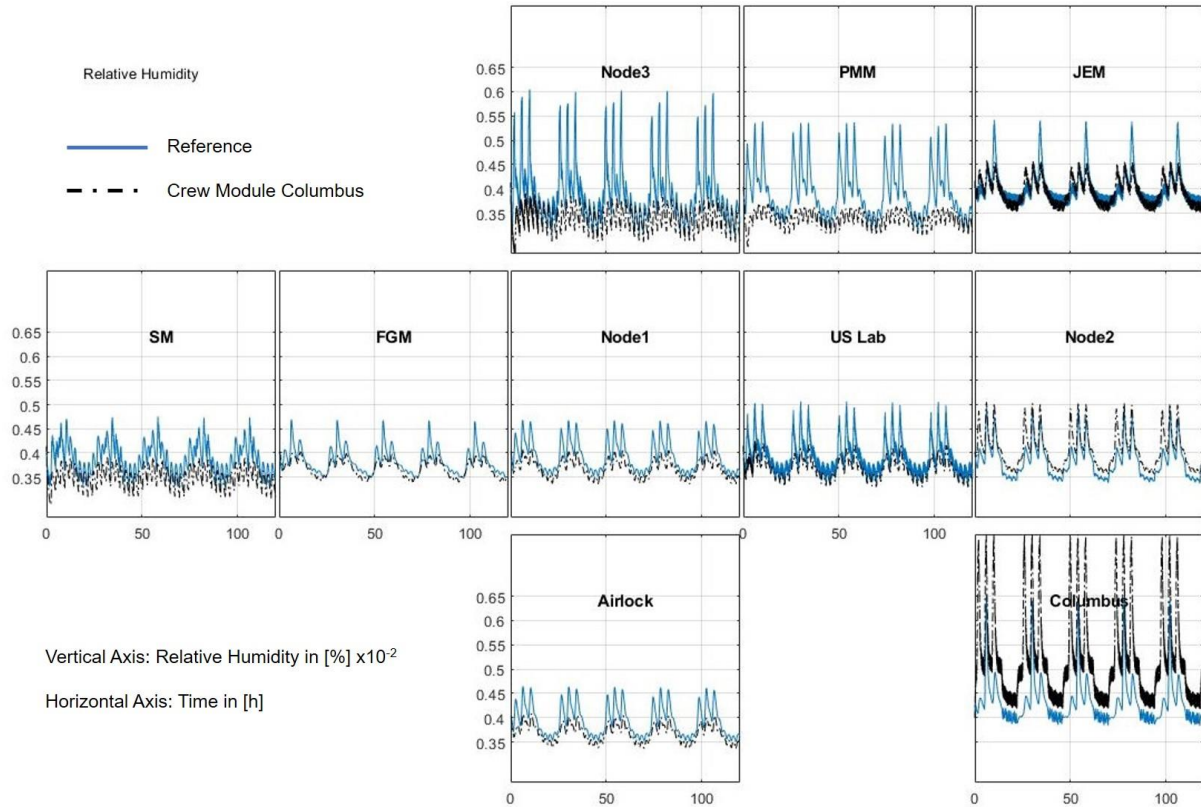 Relative Humidity
Reference
Crew Module Columbus
Node3
PMM
JEM
0.65
0.6
0.55
0.5
0.45
0.4
0.35
SM
FGM
Node1
US Lab
Node2
0.65
0.6
0.55
0.5
0.45
0.4
0.35
0 50 100
0 50 100
0 50 100
0 50 100
Airlock
Columbus
0.65
0.6
0.55
0.5
0.45
0.4
0.35
0 50 100
0 50 100
Vertical Axis: Relative Humidity in [%] x10-2
Horizontal Axis: Time in [h]